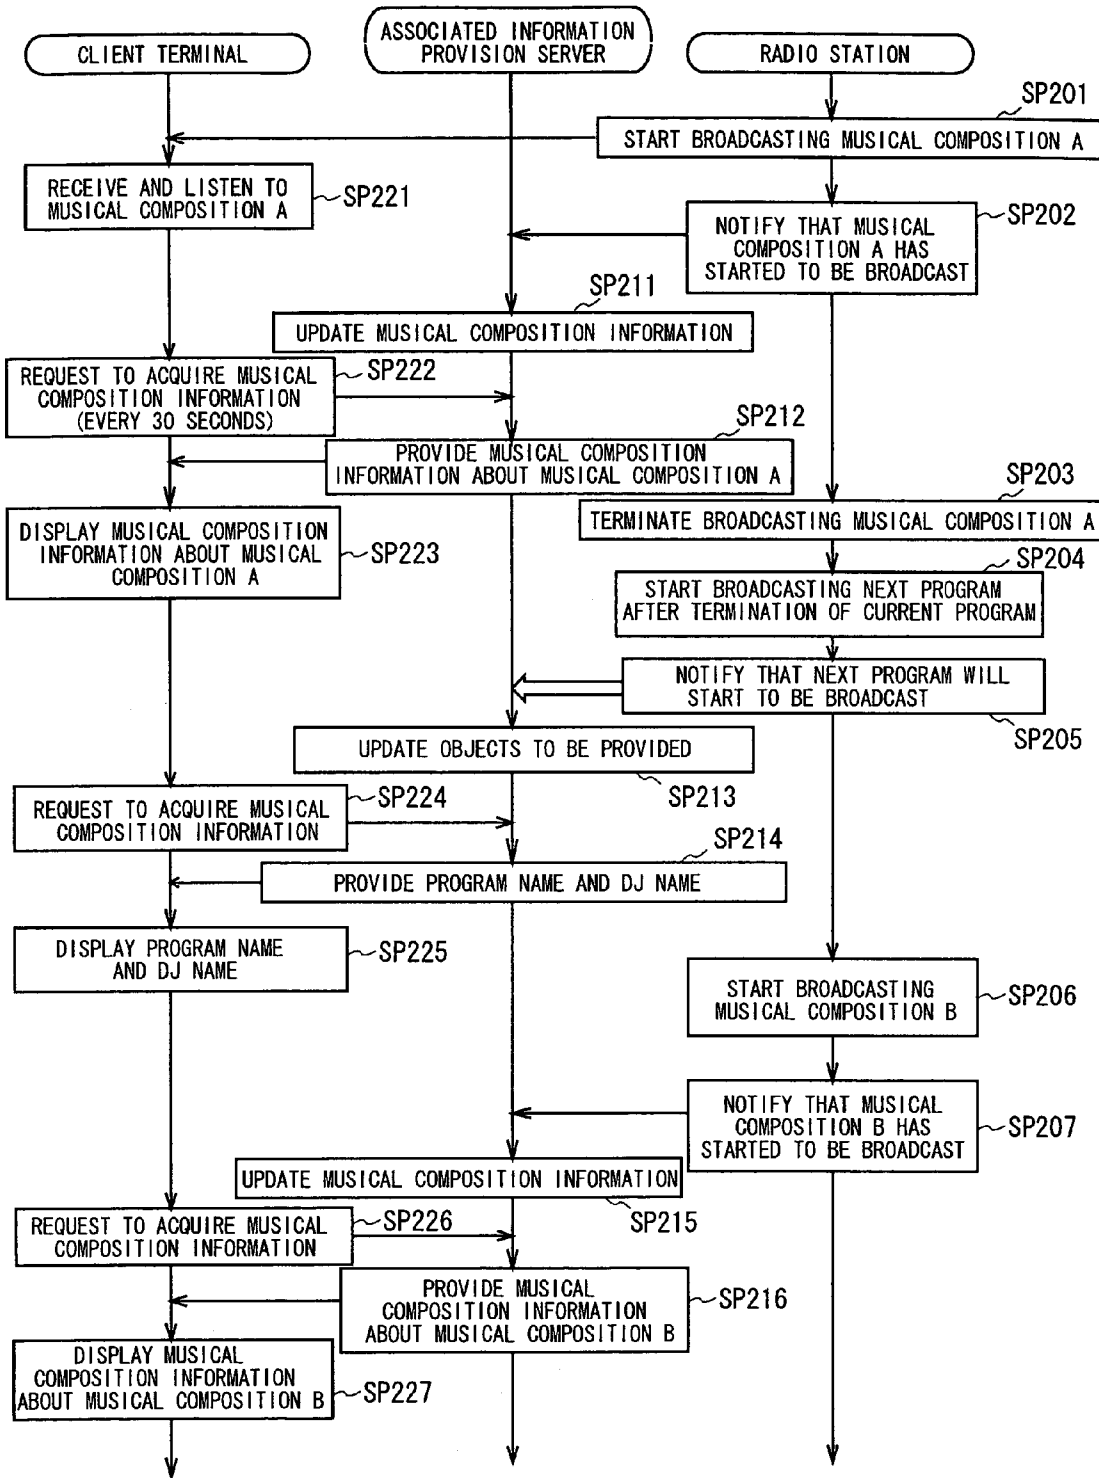 CLIENT TERMINAL
ASSOCIATED INFORMATION
PROVISION SERVER
RADIO STATION
SP201
START BROADCASTING MUSICAL COMPOSITION A
RECEIVE AND LISTEN TO
MUSICAL COMPOSITION A
SP221
SP202
NOTIFY THAT MUSICAL
COMPOSITION A HAS
STARTED TO BE BROADCAST
SP211
UPDATE MUSICAL COMPOSITION INFORMATION
REQUEST TO ACQUIRE MUSICAL
COMPOSITION INFORMATION
(EVERY 30 SECONDS)
SP222
SP212
PROVIDE MUSICAL COMPOSITION
INFORMATION ABOUT MUSICAL COMPOSITION A
SP203
TERMINATE BROADCASTING MUSICAL COMPOSITION A
DISPLAY MUSICAL COMPOSITION
INFORMATION ABOUT MUSICAL
COMPOSITION A
SP223
SP204
START BROADCASTING NEXT PROGRAM
AFTER TERMINATION OF CURRENT PROGRAM
NOTIFY THAT NEXT PROGRAM WILL
START TO BE BROADCAST
SP205
UPDATE OBJECTS TO BE PROVIDED
SP213
REQUEST TO ACQUIRE MUSICAL
COMPOSITION INFORMATION
SP224
SP214
PROVIDE PROGRAM NAME AND DJ NAME
DISPLAY PROGRAM NAME
AND DJ NAME
SP225
START BROADCASTING
MUSICAL COMPOSITION B
SP206
NOTIFY THAT MUSICAL
COMPOSITION B HAS
STARTED TO BE BROADCAST
SP207
UPDATE MUSICAL COMPOSITION INFORMATION
SP215
REQUEST TO ACQUIRE MUSICAL
COMPOSITION INFORMATION
SP226
PROVIDE MUSICAL
COMPOSITION INFORMATION
ABOUT MUSICAL COMPOSITION B
SP216
DISPLAY MUSICAL
COMPOSITION INFORMATION
ABOUT MUSICAL COMPOSITION B
SP227